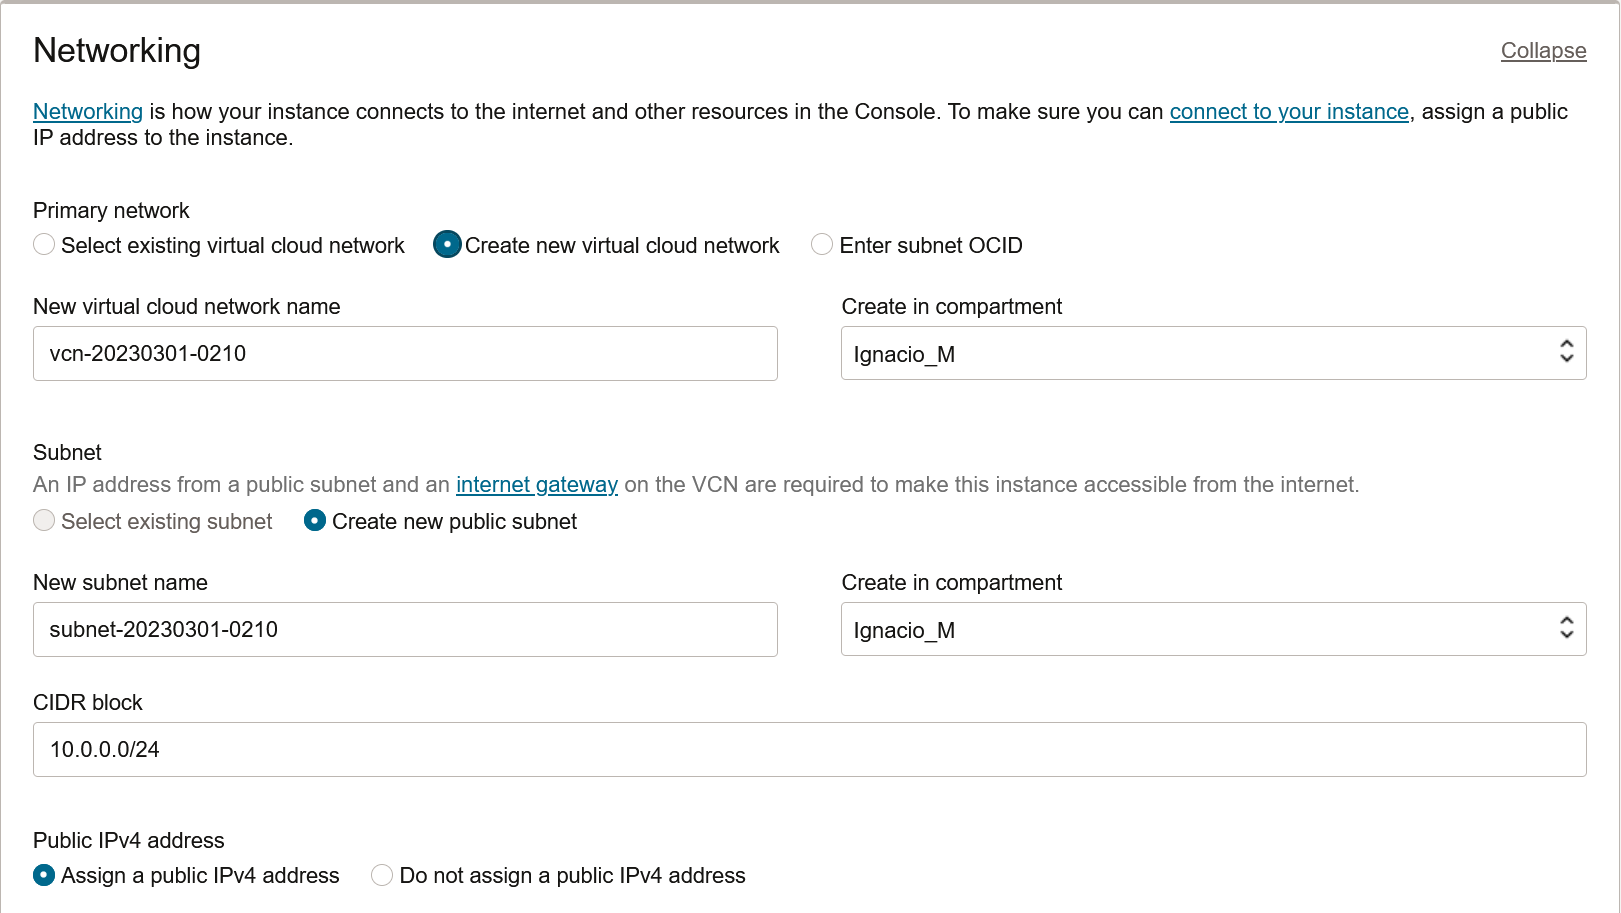 Networking
Collapse
Networking is how your instance connects to the internet and other resources in the Console. To make sure you can connect to your instance, assign a public
IP address to the instance.
Primary network
Select existing virtual cloud network
Create new virtual cloud network
Enter subnet OCID
New virtual cloud network name
Create in compartment
vcn-20230301-0210
Ignacio_M
Subnet
An IP address from a public subnet and an internet gateway on the VCN are required to make this instance accessible from the internet.
Select existing subnet
Create new public subnet
New subnet name
Create in compartment
subnet-20230301-0210
Ignacio_M
CIDR block
10.0.0.0/24
Public IPv4 address
Assign a public IPv4 address
Do not assign a public IPv4 address